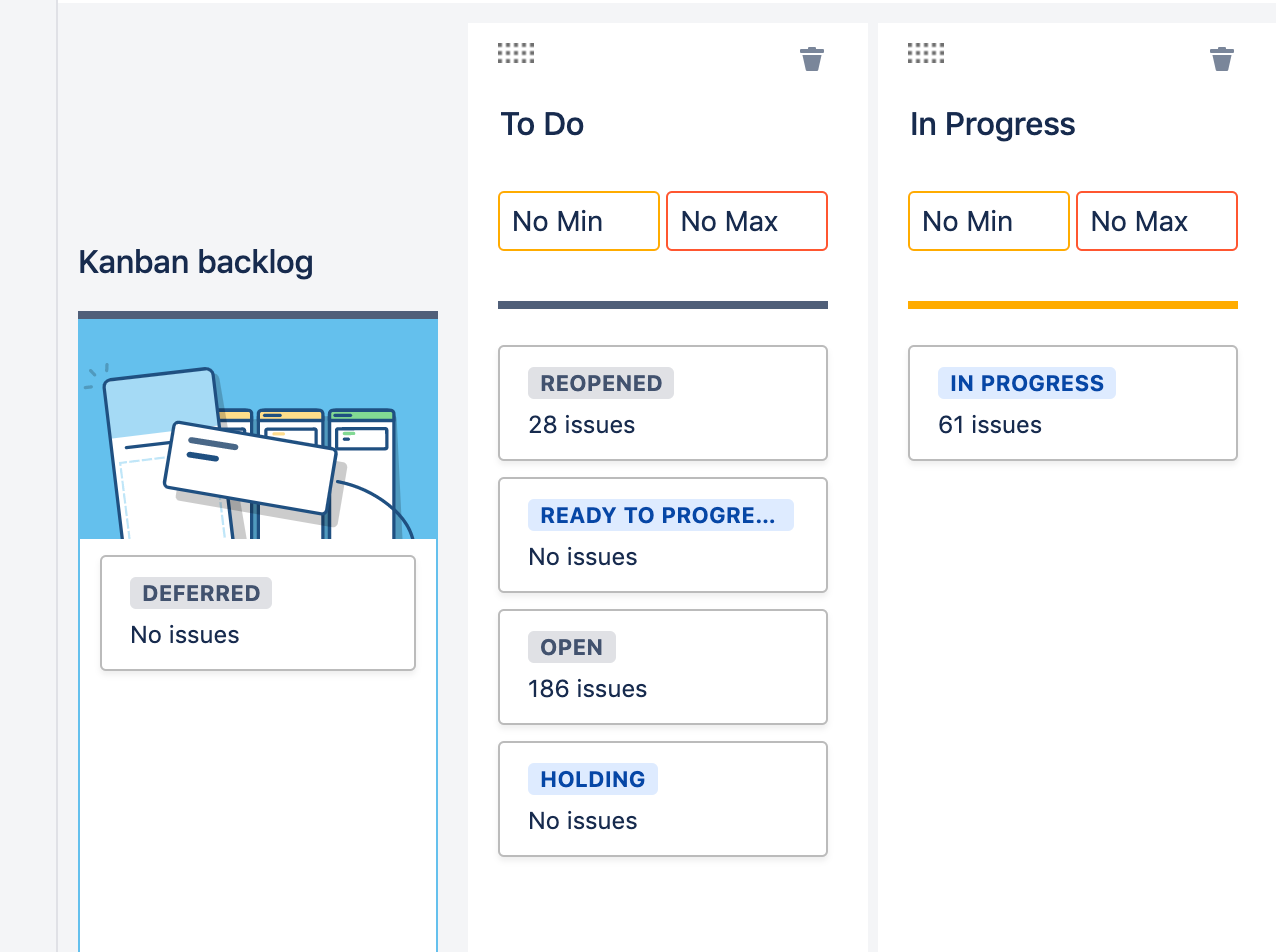 Kanban backlog
DEFERRED
No issues
To Do
No Min
No Max
REOPENED
28 issues
READY TO PROGRE...
No issues
OPEN
186 issues
HOLDING
No issues
In Progress
No Min
No Max
IN PROGRESS
61 issues